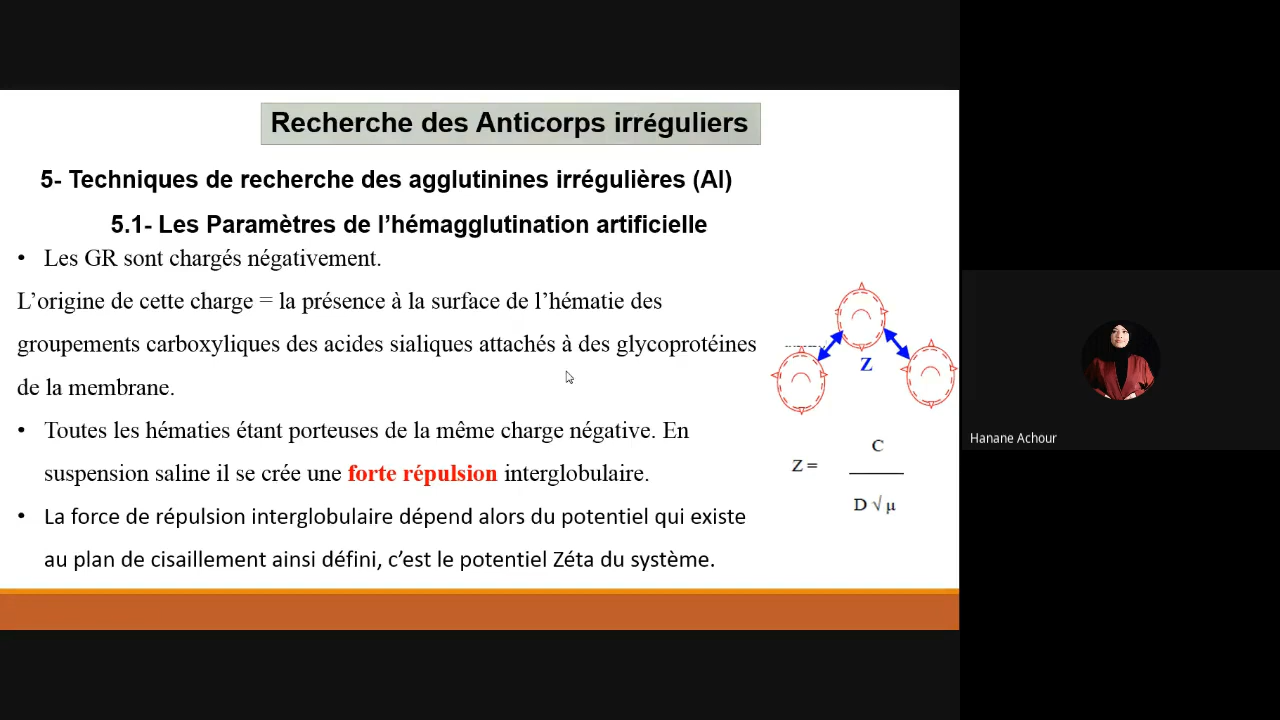 Recherche des Anticorps irréguliers
5- Techniques de recherche des agglutinines irrégulières (AI)
5.1- Les Paramètres de l’hémagglutination artificielle
• Les GR sont chargés négativement.
L’origine de cette charge = la présence à la surface de l’hématie des
groupements carboxyliques des acides sialiques attachés à des glycoprotéines
de la membrane.
• Toutes les hématies étant porteuses de la même charge négative. En
suspension saline il se crée une forte répulsion interglobulaire.
• La force de répulsion interglobulaire dépend alors du potentiel qui existe
au plan de cisaillement ainsi défini, c’est le potentiel Zéta du système.
Z
C
Z =
D √ µ
Hanane Achour